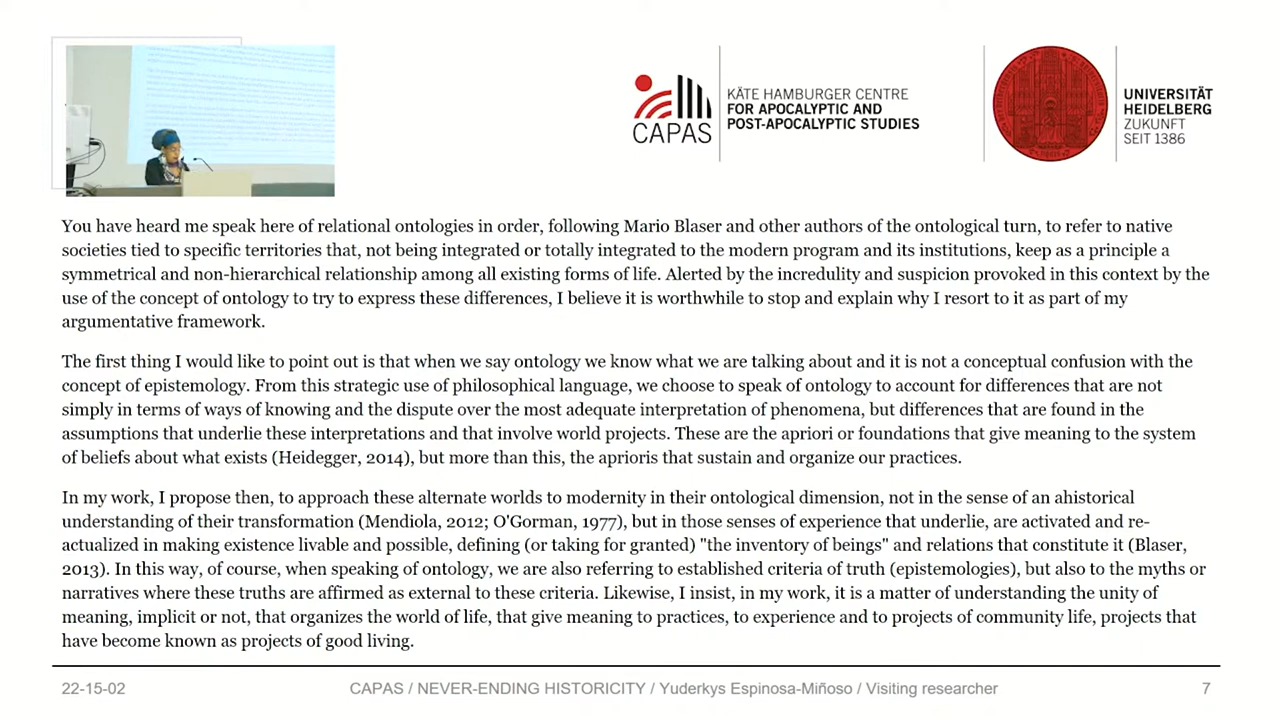 CAPAS
KÄTE HAMBURGER CENTRE
FOR APOCALYPTIC AND
POST-APOCALYPTIC STUDIES
UNIVERSITÄT
HEIDELBERG
ZUKUNFT
SEIT 1386
You have heard me speak here of relational ontologies in order, following Mario Blaser and other authors of the ontological turn, to refer to native
societies tied to specific territories that, not being integrated or totally integrated to the modern program and its institutions, keep as a principle a
symmetrical and non-hierarchical relationship among all existing forms of life. Alerted by the incredulity and suspicion provoked in this context by the
use of the concept of ontology to try to express these differences, I believe it is worthwhile to stop and explain why I resort to it as part of my
argumentative framework.
The first thing I would like to point out is that when we say ontology we know what we are talking about and it is not a conceptual confusion with the
concept of epistemology. From this strategic use of philosophical language, we choose to speak of ontology to account for differences that are not
simply in terms of ways of knowing and the dispute over the most adequate interpretation of phenomena, but differences that are found in the
assumptions that underlie these interpretations and that involve world projects. These are the apriori or foundations that give meaning to the system
of beliefs about what exists (Heidegger, 2014), but more than this, the aprioris that sustain and organize our practices.
In my work, I propose then, to approach these alternate worlds to modernity in their ontological dimension, not in the sense of an ahistorical
understanding of their transformation (Mendiola, 2012; O'Gorman, 1977), but in those senses of experience that underlie, are activated and re-
actualized in making existence livable and possible, defining (or taking for granted) "the inventory of beings" and relations that constitute it (Blaser,
2013). In this way, of course, when speaking of ontology, we are also referring to established criteria of truth (epistemologies), but also to the myths or
narratives where these truths are affirmed as external to these criteria. Likewise, I insist, in my work, it is a matter of understanding the unity of
meaning, implicit or not, that organizes the world of life, that give meaning to practices, to experience and to projects of community life, projects that
have become known as projects of good living.
22-15-02
CAPAS / NEVER-ENDING HISTORICITY / Yuderkys Espinosa-Miñoso / Visiting researcher
7